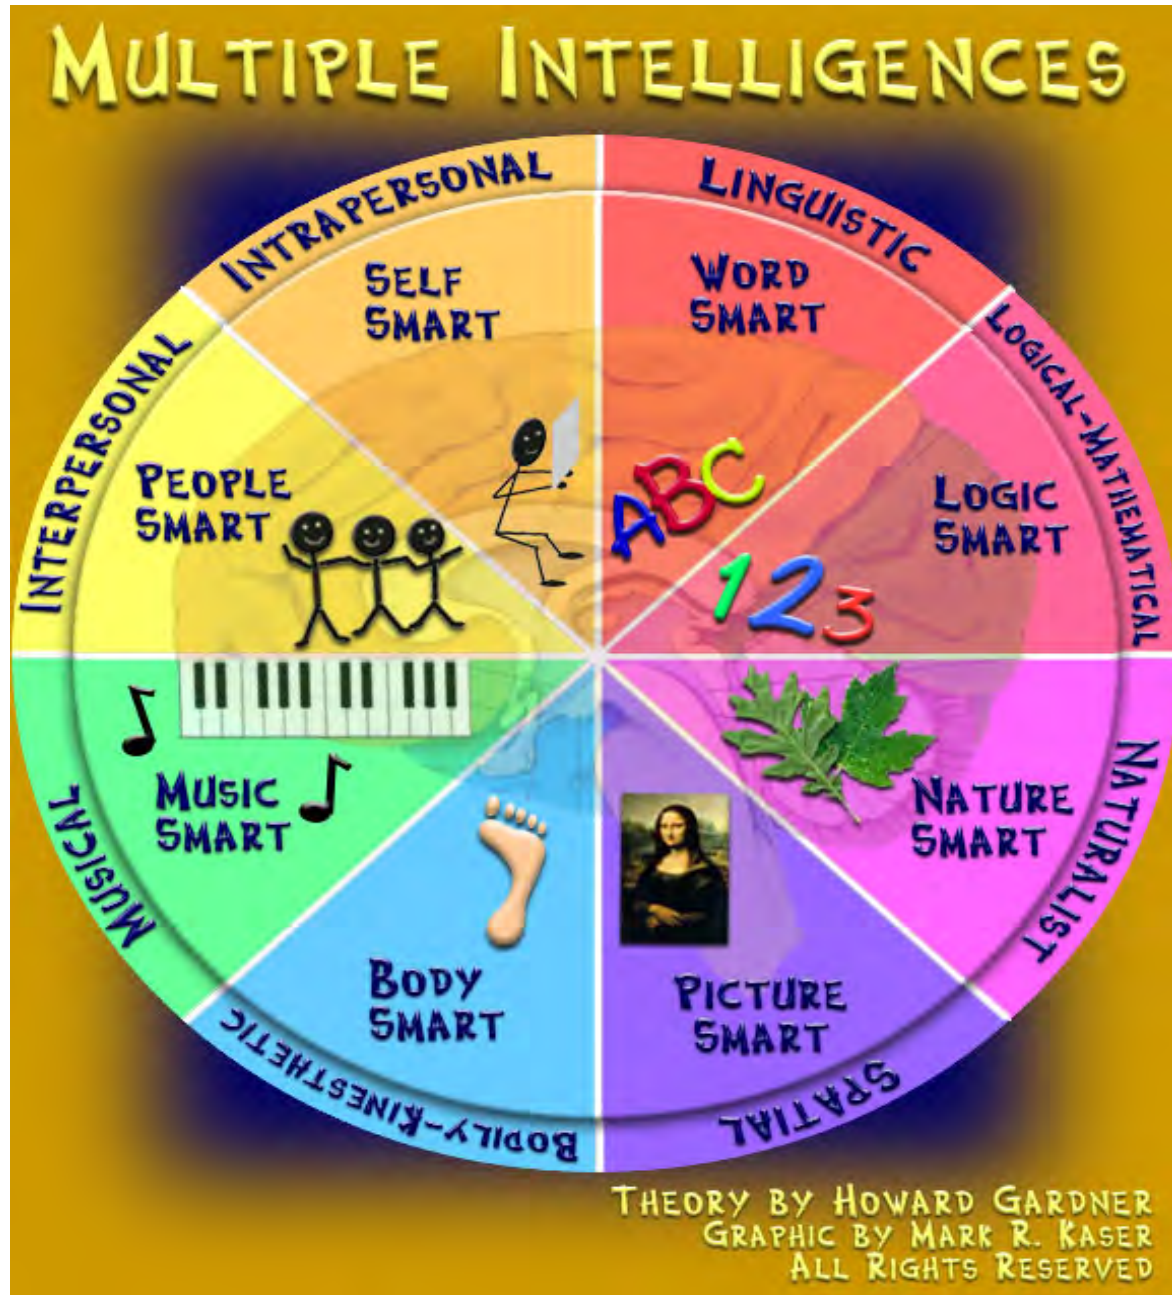 MULTIPLE INTELLIGENCES
INTRAPERSONAL
SELF
SMART
LINGUISTIC
WORD
SMART
LOGICAL-MATHEMATICAL
LOGIC
SMART
ABC
123
NATURALIST
NATURE
SMART
SPATIAL
PICTURE
SMART
BODILY-KINESTHETIC
BODY
SMART
MUSICAL
MUSIC
SMART
INTERPERSONAL
PEOPLE
SMART
THEORY BY HOWARD GARDNER
GRAPHIC BY MARK R. KASER
ALL RIGHTS RESERVED